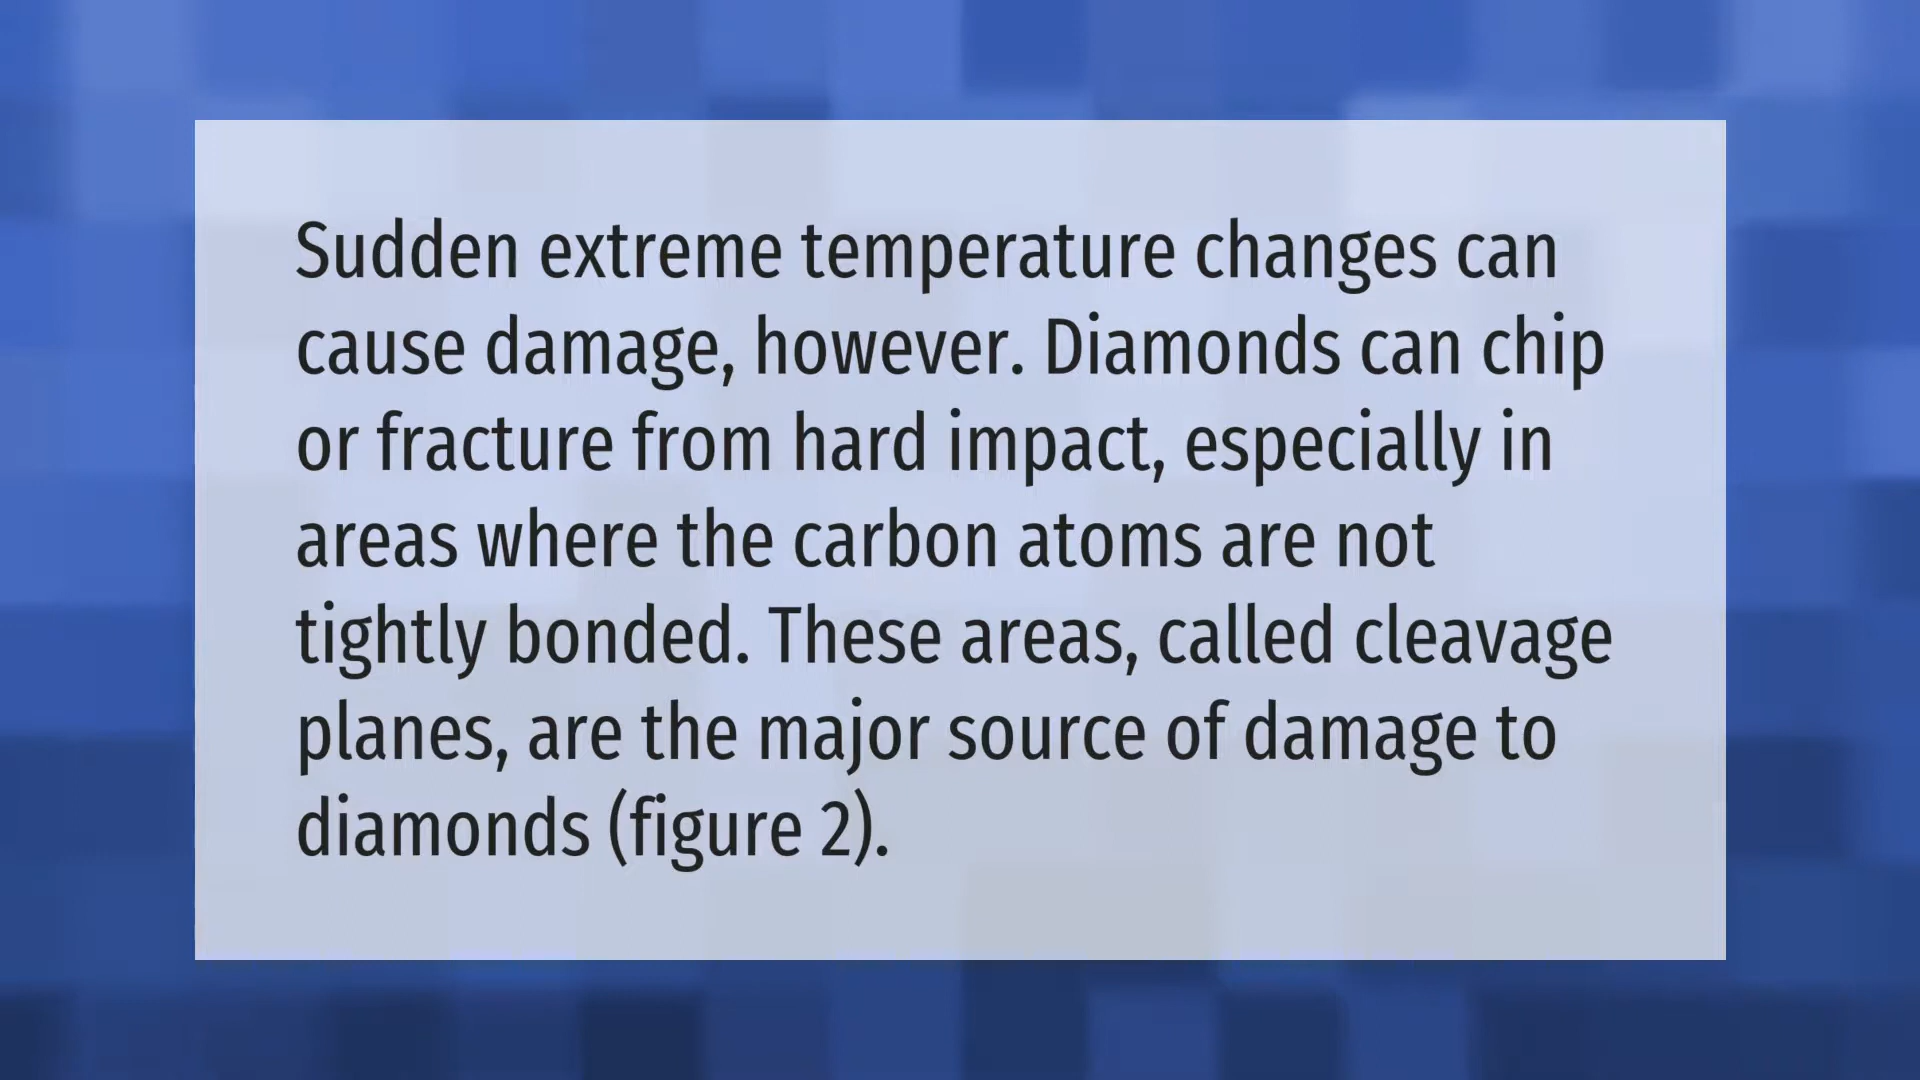 Sudden extreme temperature changes can
cause damage, however. Diamonds can chip
or fracture from hard impact, especially in
areas where the carbon atoms are not
tightly bonded. These areas, called cleavage
planes, are the major source of damage to
diamonds (figure 2).